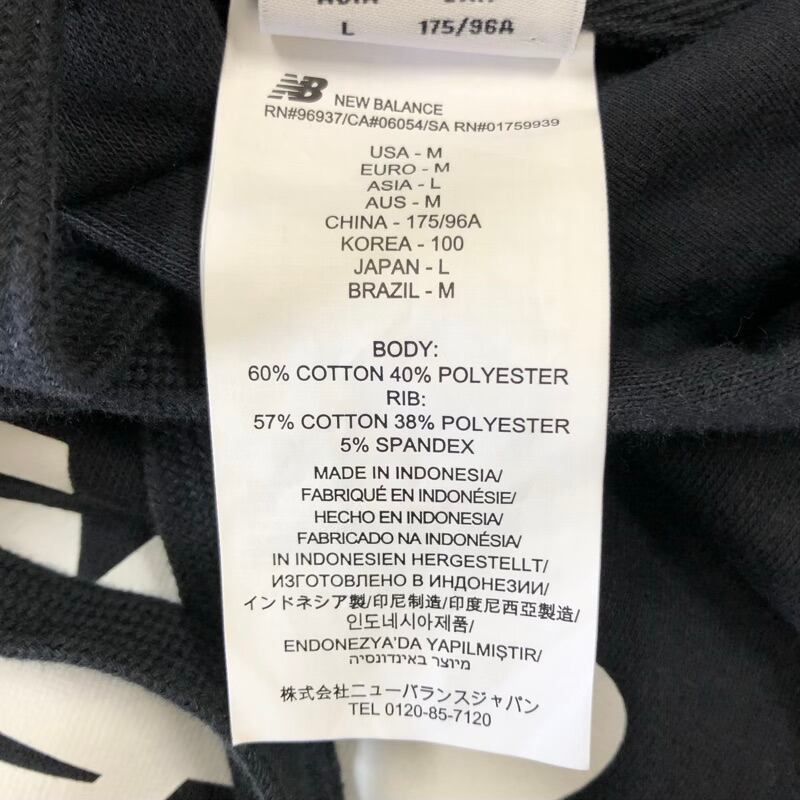 L 175/96A
NB NEW BALANCE
RN#96937/CA#06054/SA RN#01759939
USA - M
EURO - M
ASIA - L
AUS - M
CHINA - 175/96A
KOREA - 100
JAPAN - L
BRAZIL - M
BODY:
60% COTTON 40% POLYESTER
RIB:
57% COTTON 38% POLYESTER
5% SPANDEX
MADE IN INDONESIA/
FABRIQUÉ EN INDONÉSIE/
HECHO EN INDONESIA/
FABRICADO NA INDONÉSIA/
IN INDONESIEN HERGESTELLT/
ИЗГОТОВЛЕНО В ИНДОНЕЗИИ/
インドネシア製/印尼制造/印度尼西亞製造/
인도네시아제품/
ENDONEZYA'DA YAPILMIŞTIR/
מיוצר באינדונסיה
株式会社ニューバランスジャパン
TEL 0120-85-7120